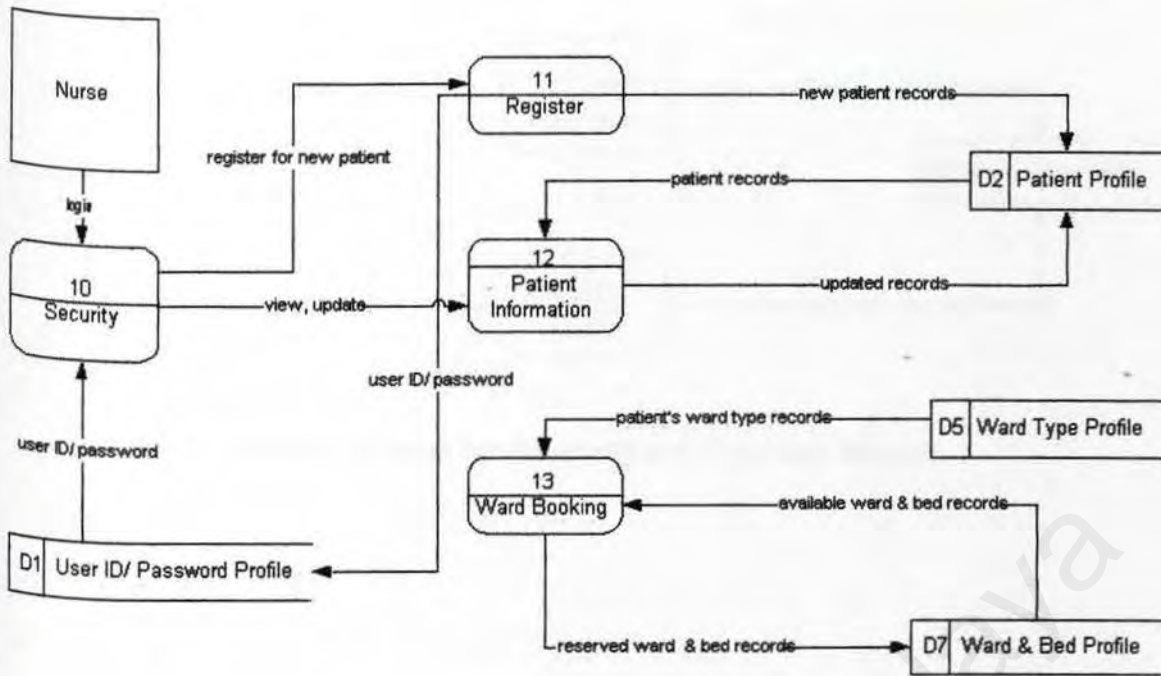 Nurse
login
10
Security
user ID/ password
D1 User ID/ Password Profile
register for new patient
view, update
11
Register
new patient records
D2 Patient Profile
patient records
12
Patient
Information
updated records
user ID/ password
patient's ward type records
D5 Ward Type Profile
13
Ward Booking
available ward & bed records
reserved ward & bed records
D7 Ward & Bed Profile